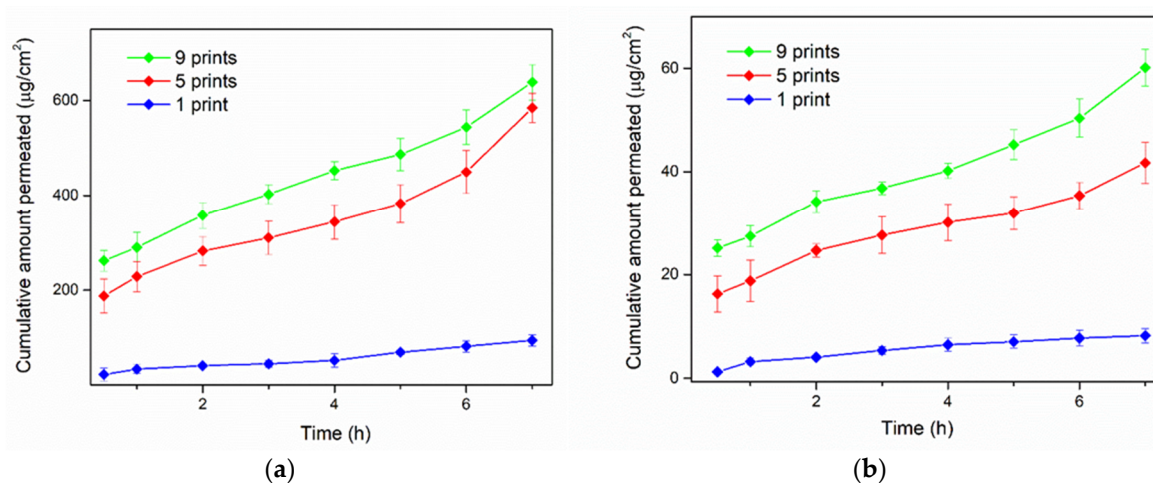 9 prints
5 prints
1 print
600
400
200
2
4
6
Cumulative amount permeated (µg/cm²)
Time (h)
(a)
9 prints
5 prints
1 print
60
40
20
0
2
4
6
Cumulative amount permeated (µg/cm²)
Time (h)
(b)